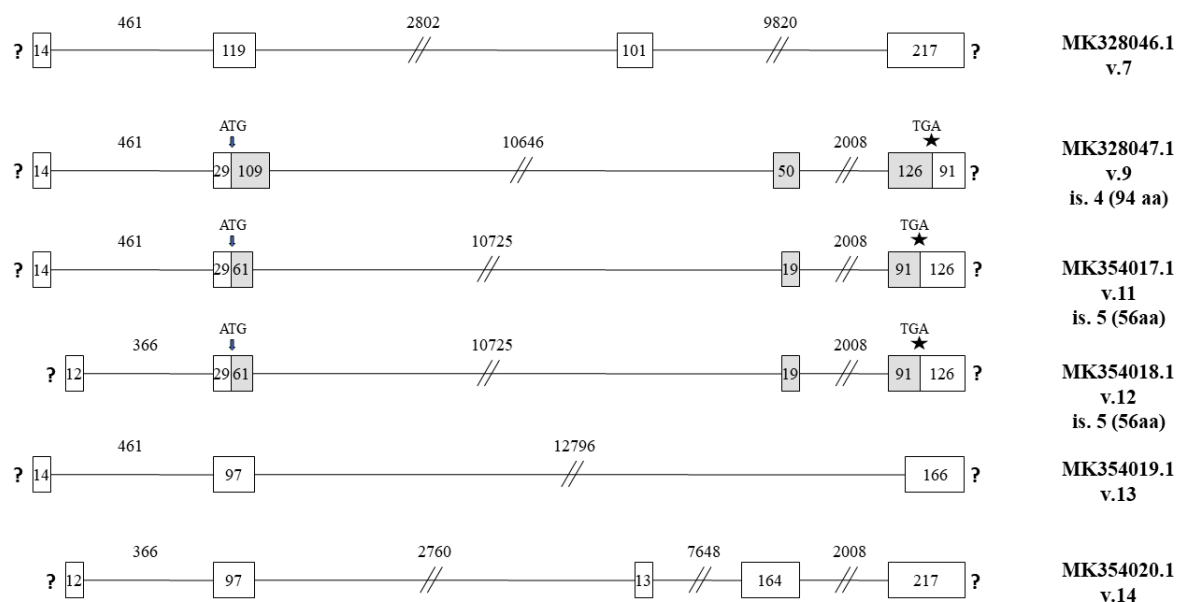 461 2802 9820
? 14 119 101 217 ?
MK328046.1
v.7
ATG TGA
461 10646 2008
? 14 29 109 50 126 91 ?
MK328047.1
v.9
is. 4 (94 aa)
ATG TGA
461 10725 2008
? 14 29 61 19 91 126 ?
MK354017.1
v.11
is. 5 (56aa)
ATG TGA
366 10725 2008
? 12 29 61 19 91 126 ?
MK354018.1
v.12
is. 5 (56aa)
461 12796
? 14 97 166 ?
MK354019.1
v.13
366 2760 7648 2008
? 12 97 13 164 217 ?
MK354020.1
v.14